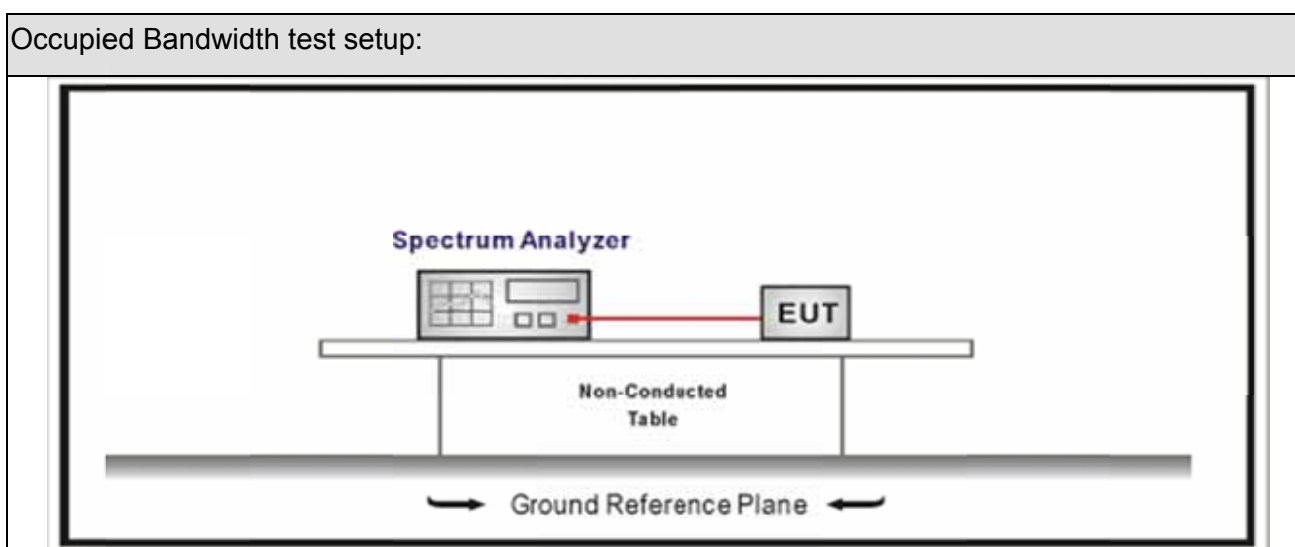 Occupied Bandwidth test setup:
Spectrum Analyzer
EUT
Non-Conducted
Table
Ground Reference Plane